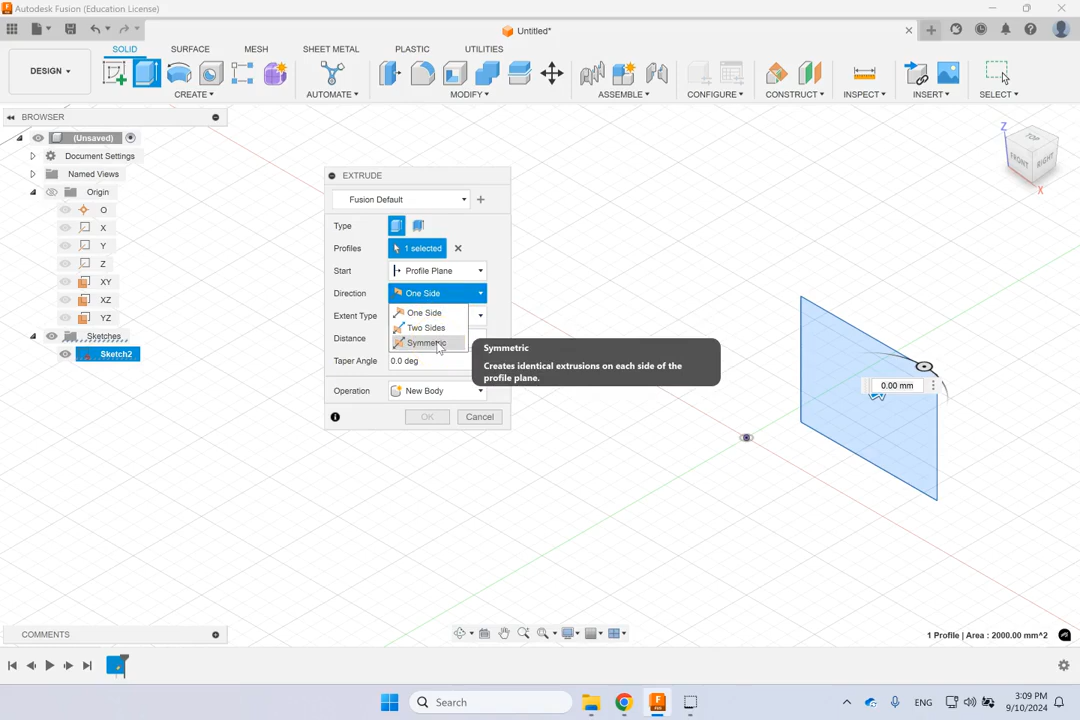 Autodesk Fusion (Education License)
Untitled*
SOLID SURFACE MESH SHEET METAL PLASTIC UTILITIES
DESIGN
CREATE AUTOMATE MODIFY ASSEMBLE CONFIGURE CONSTRUCT INSPECT INSERT SELECT
BROWSER
(Unsaved)
Document Settings
Named Views
Origin
O
X
Y
Z
XY
XZ
YZ
Sketches
Sketch2
EXTRUDE
Fusion Default
Type
Profiles 1 selected
Start Profile Plane
Direction One Side
One Side
Extent Type
Two Sides
Distance
Symmetric
Taper Angle 0.0 deg
Operation New Body
OK Cancel
Symmetric
Creates identical extrusions on each side of the
profile plane.
0.00 mm
Z
TOP
FRONT RIGHT
X
COMMENTS
1 Profile | Area : 2000.00 mm^2
Search
ENG
3:09 PM
9/10/2024